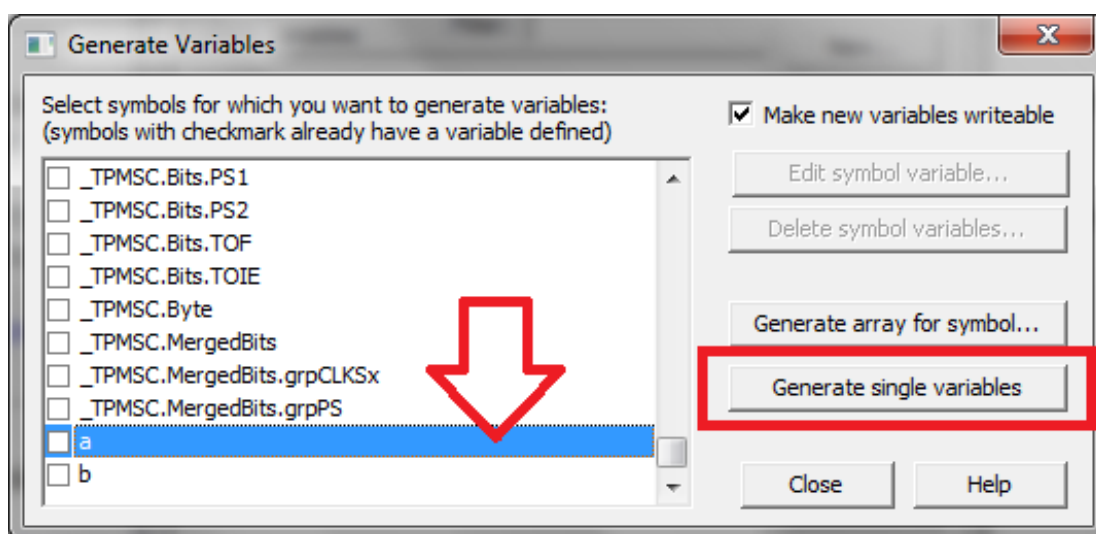 Generate Variables
Select symbols for which you want to generate variables:
(symbols with checkmark already have a variable defined)
_TPMSC.Bits.PS1
_TPMSC.Bits.PS2
_TPMSC.Bits.TOF
_TPMSC.Bits.TOIE
_TPMSC.Byte
_TPMSC.MergedBits
_TPMSC.MergedBits.grpCLKSx
_TPMSC.MergedBits.grpPS
a
b
Make new variables writeable
Edit symbol variable...
Delete symbol variables...
Generate array for symbol...
Generate single variables
Close
Help